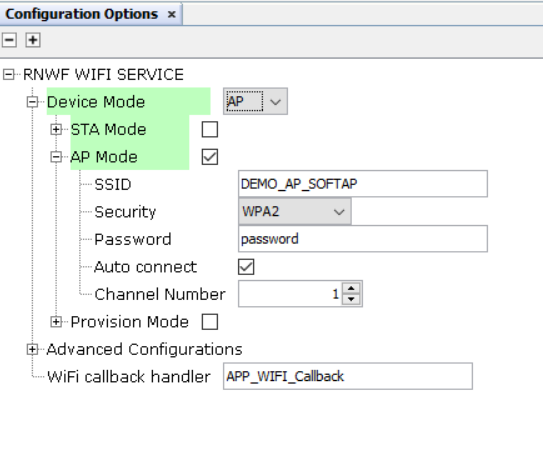 Configuration Options ×
RNWF WIFI SERVICE
Device Mode AP
STA Mode
AP Mode
SSID DEMO_AP_SOFTAP
Security WPA2
Password password
Auto connect
Channel Number 1
Provision Mode
Advanced Configurations
WiFi callback handler APP_WIFI_Callback